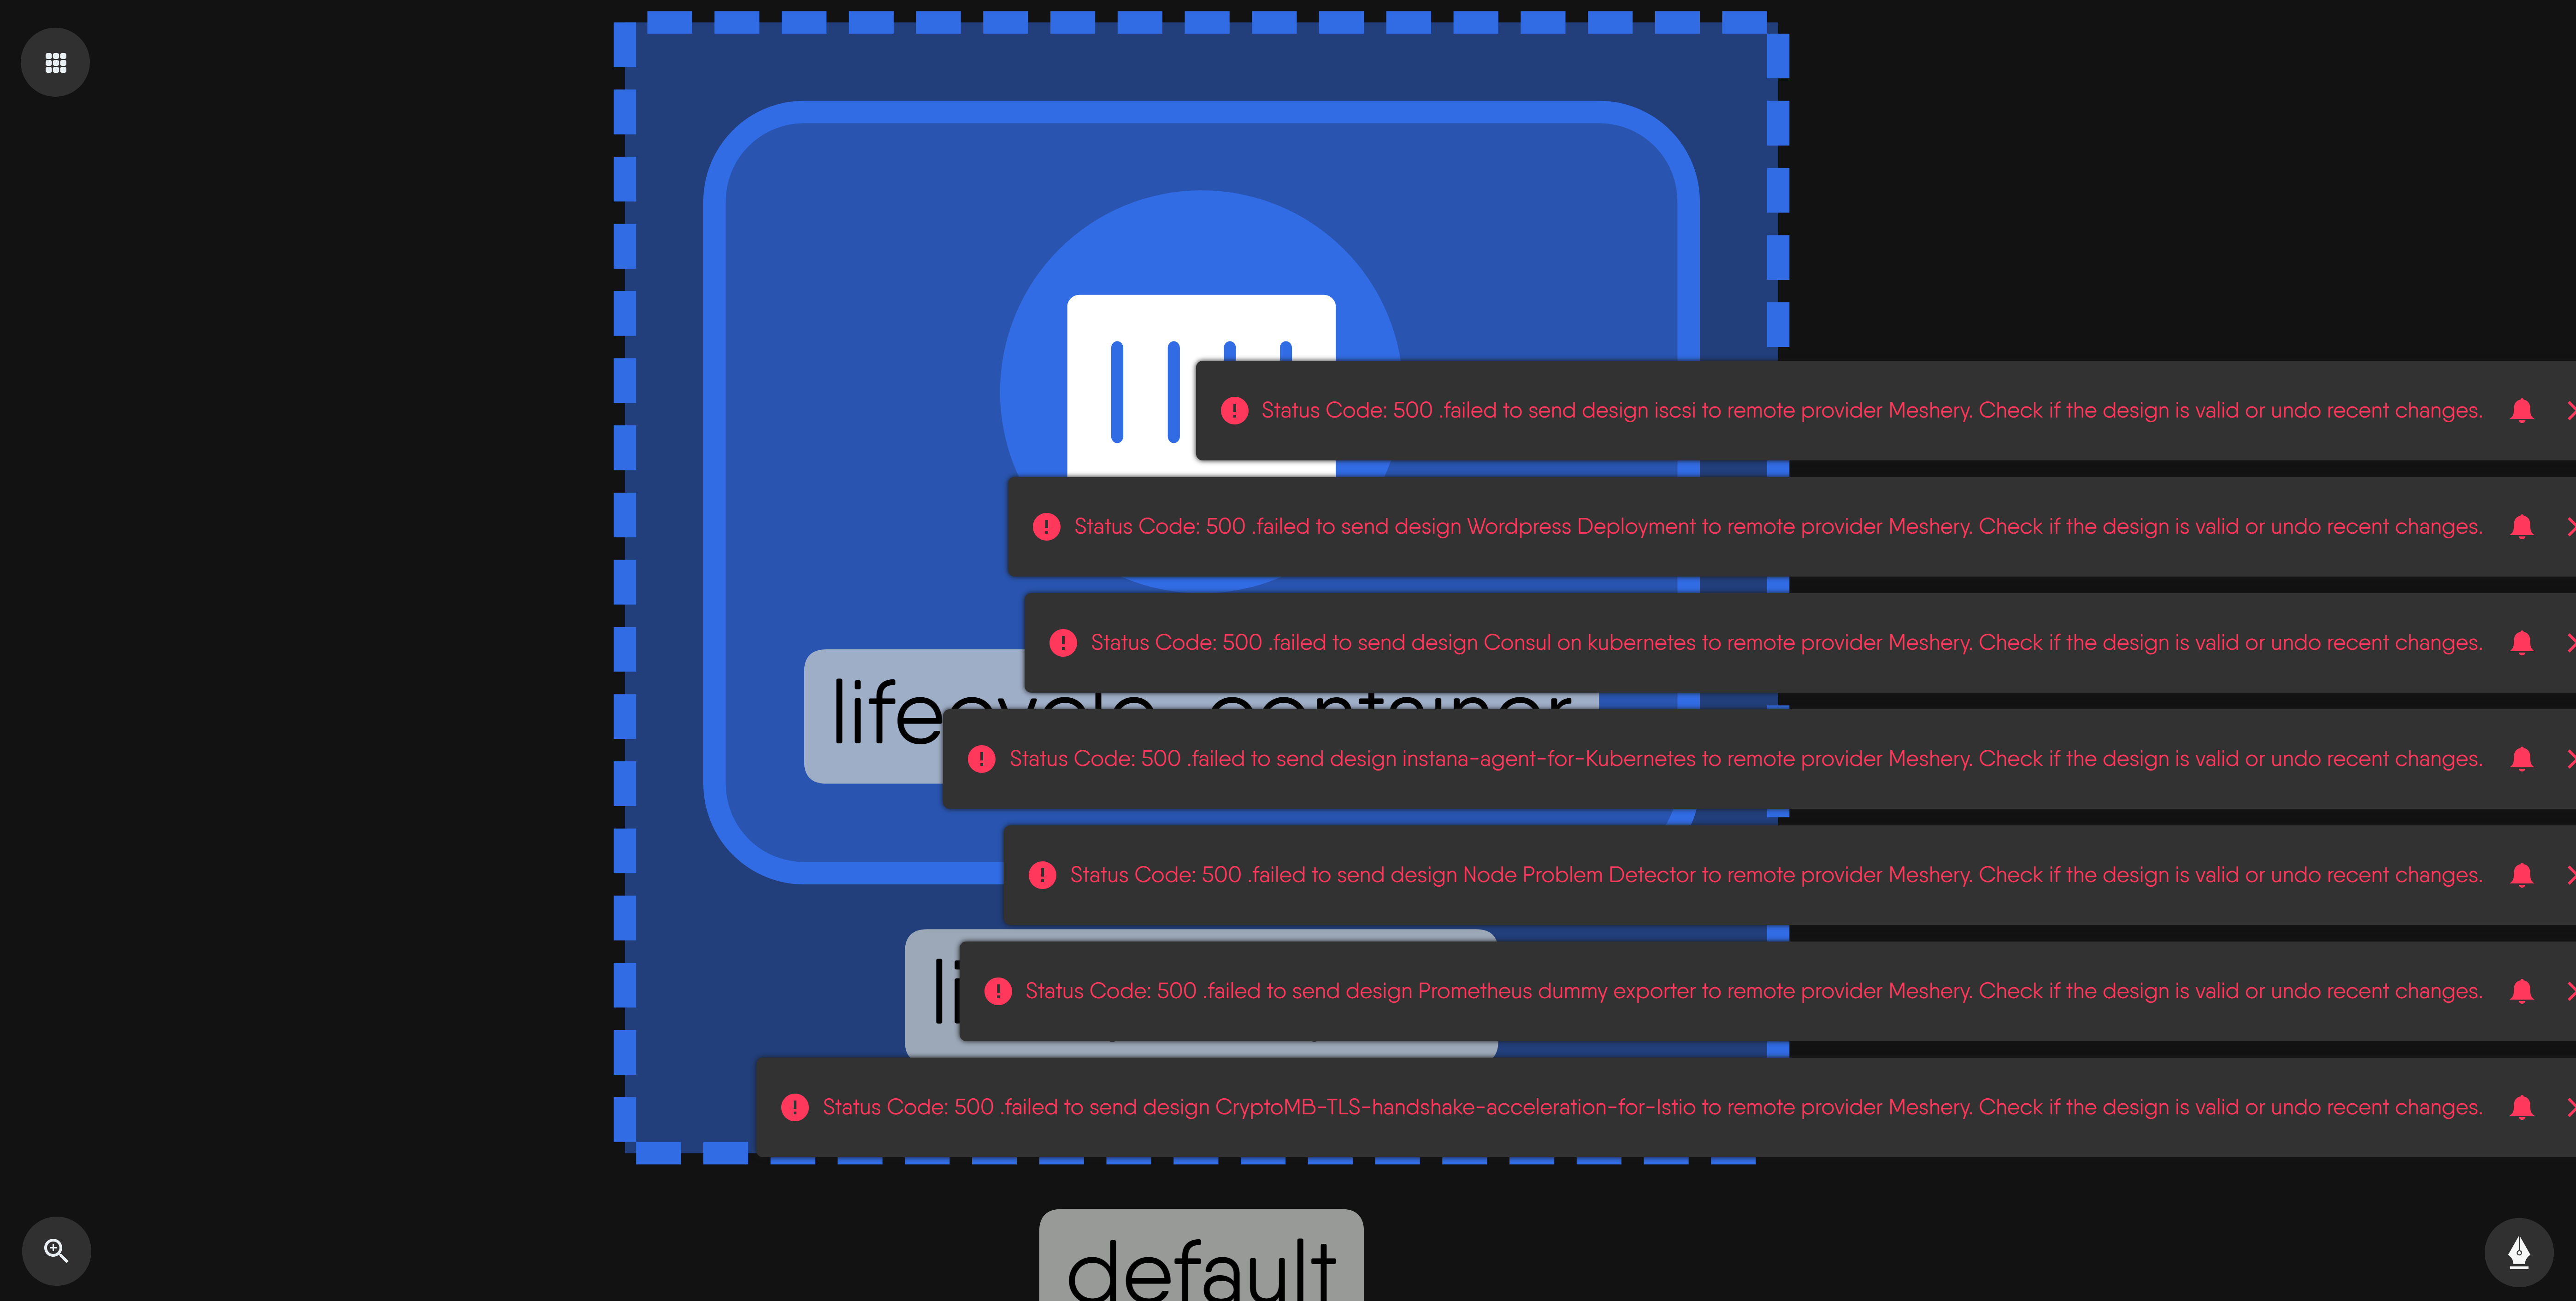 Status Code: 500 .failed to send design iscsi to remote provider Meshery. Check if the design is valid or undo recent changes.
Status Code: 500 .failed to send design Wordpress Deployment to remote provider Meshery. Check if the design is valid or undo recent changes.
Status Code: 500 .failed to send design Consul on kubernetes to remote provider Meshery. Check if the design is valid or undo recent changes.
Status Code: 500 .failed to send design instana-agent-for-Kubernetes to remote provider Meshery. Check if the design is valid or undo recent changes.
Status Code: 500 .failed to send design Node Problem Detector to remote provider Meshery. Check if the design is valid or undo recent changes.
Status Code: 500 .failed to send design Prometheus dummy exporter to remote provider Meshery. Check if the design is valid or undo recent changes.
Status Code: 500 .failed to send design CryptoMB-TLS-handshake-acceleration-for-Istio to remote provider Meshery. Check if the design is valid or undo recent changes.
default